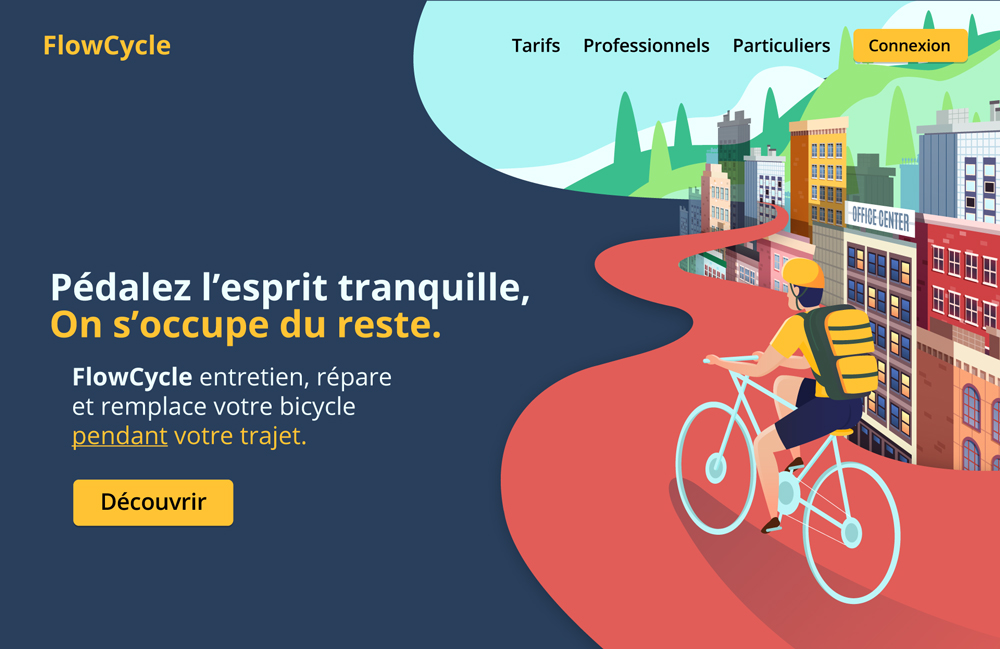 FlowCycle
Tarifs Professionnels Particuliers Connexion
OFFICE CENTER
Pédalez l’esprit tranquille,
On s’occupe du reste.
FlowCycle entretien, répare
et remplace votre bicycle
pendant votre trajet.
Découvrir